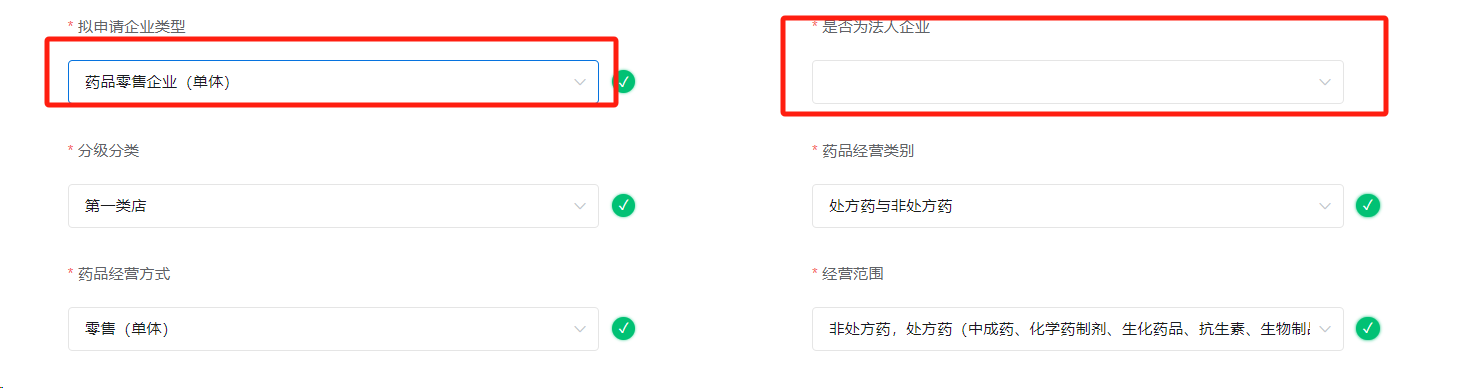 * 拟申请企业类型
* 是否为法人企业
药品零售企业（单体）
* 分级分类
* 药品经营类别
第一类店
处方药与非处方药
* 药品经营方式
* 经营范围
零售（单体）
非处方药，处方药（中成药、化学药制剂、生化药品、抗生素、生物制